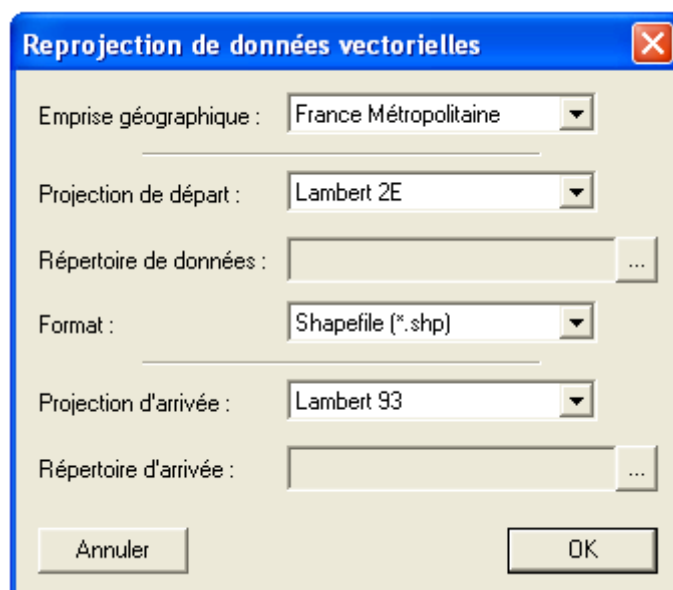 Reprojection de données vectorielles
Emprise géographique : France Métropolitaine
Projection de départ : Lambert 2E
Répertoire de données : ...
Format : Shapefile (*.shp)
Projection d'arrivée : Lambert 93
Répertoire d'arrivée : ...
Annuler OK